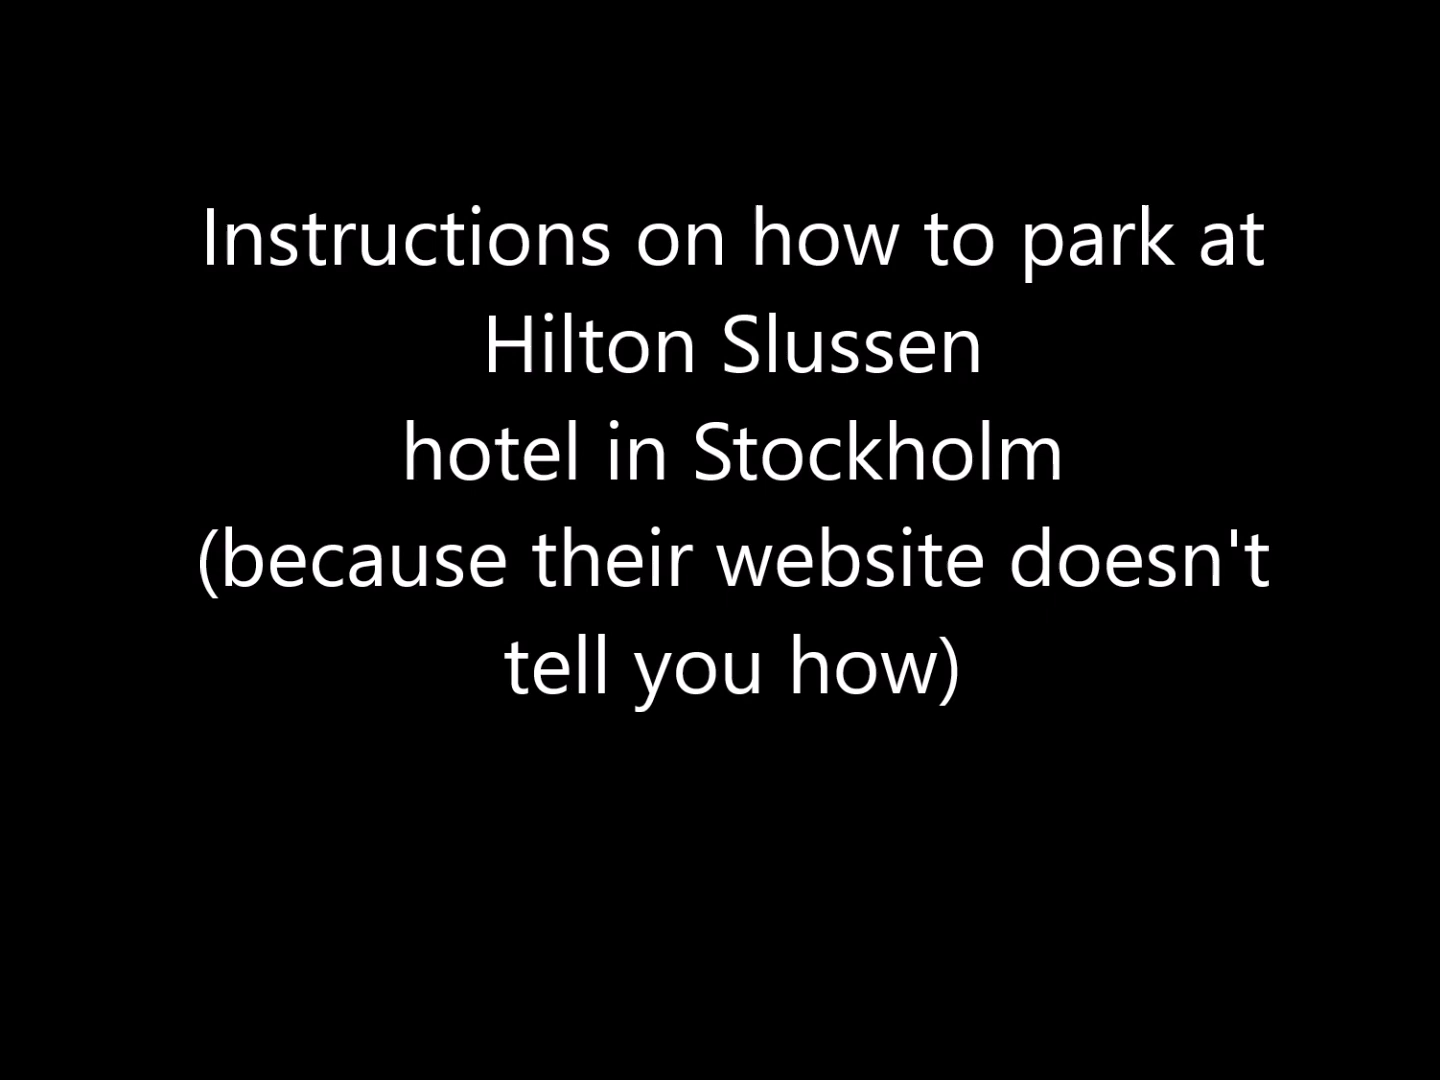 Instructions on how to park at
Hilton Slussen
hotel in Stockholm
(because their website doesn't
tell you how)